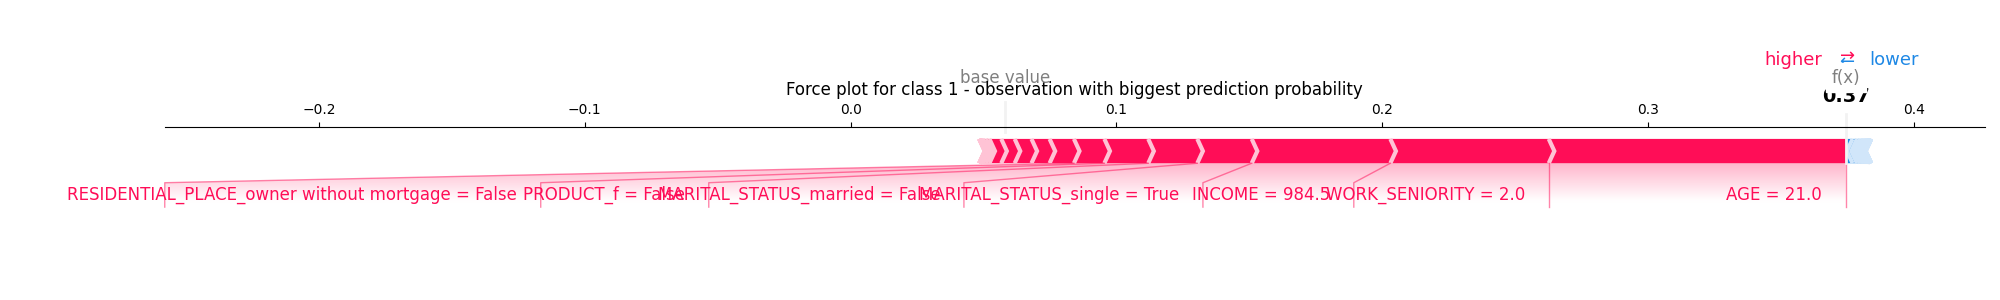 higher ⇄ lower
base value f(x)
Force plot for class 1 - observation with biggest prediction probability
0.37
−0.2 −0.1 0.0 0.1 0.2 0.3 0.4
RESIDENTIAL_PLACE_owner without mortgage = False PRODUCT_f = False MARITAL_STATUS_married = False MARITAL_STATUS_single = True INCOME = 984.5 WORK_SENIORITY = 2.0 AGE = 21.0